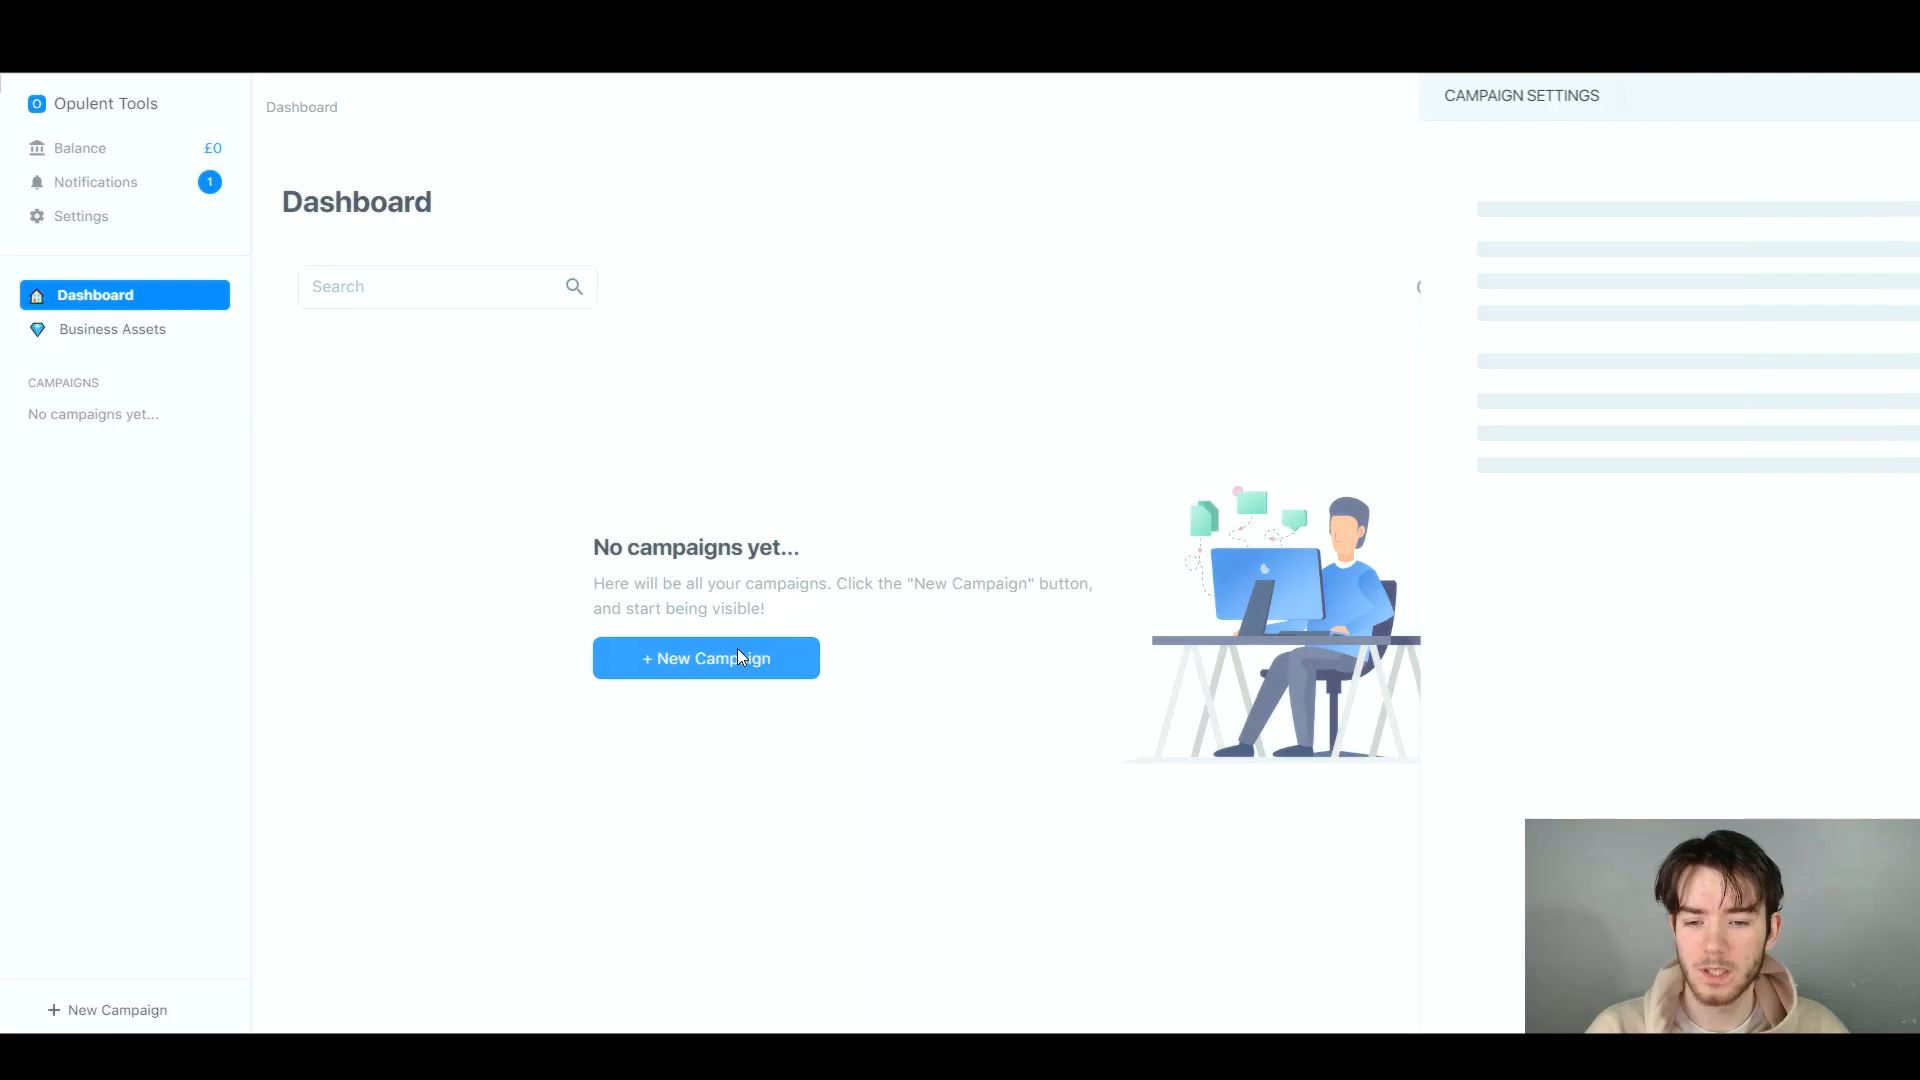 O Opulent Tools
Balance £0
Notifications 1
Settings
Dashboard
Business Assets
CAMPAIGNS
No campaigns yet...
+ New Campaign
Dashboard
Dashboard
Search
No campaigns yet...
Here will be all your campaigns. Click the "New Campaign" button,
and start being visible!
+ New Campaign
CAMPAIGN SETTINGS